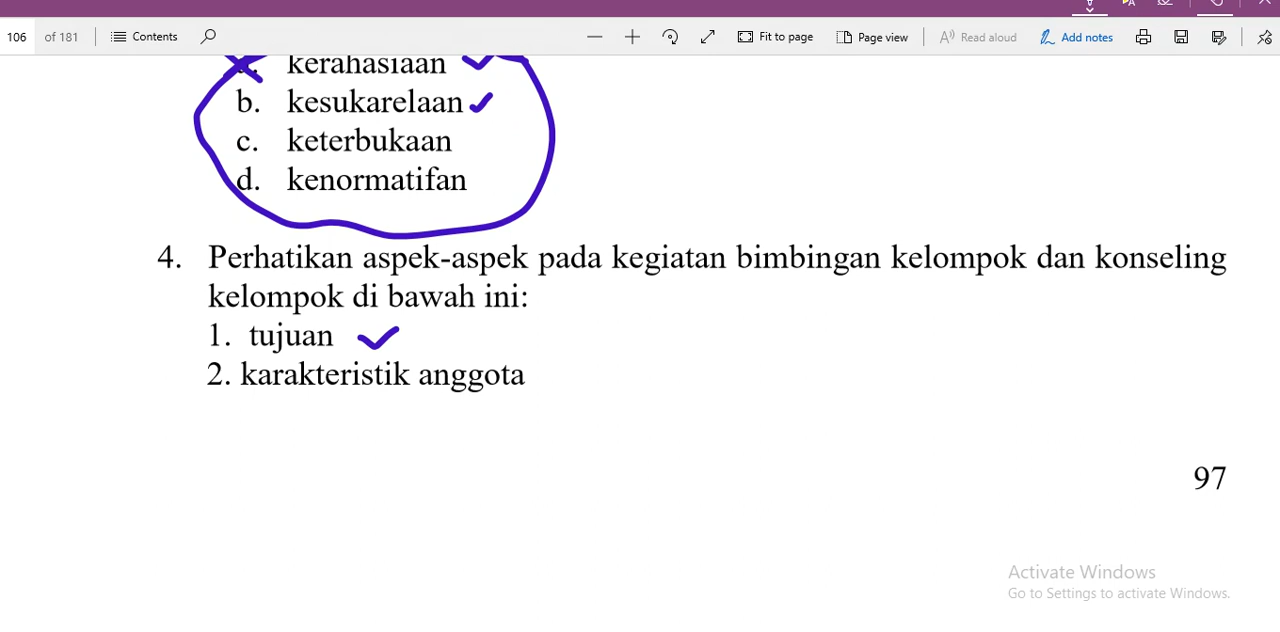 106 of 181 Contents Fit to page Page view Read aloud Add notes
kerahasiaan
b. kesukarelaan
c. keterbukaan
d. kenormatifan
4. Perhatikan aspek-aspek pada kegiatan bimbingan kelompok dan konseling
kelompok di bawah ini:
1. tujuan
2. karakteristik anggota
97
Activate Windows
Go to Settings to activate Windows.